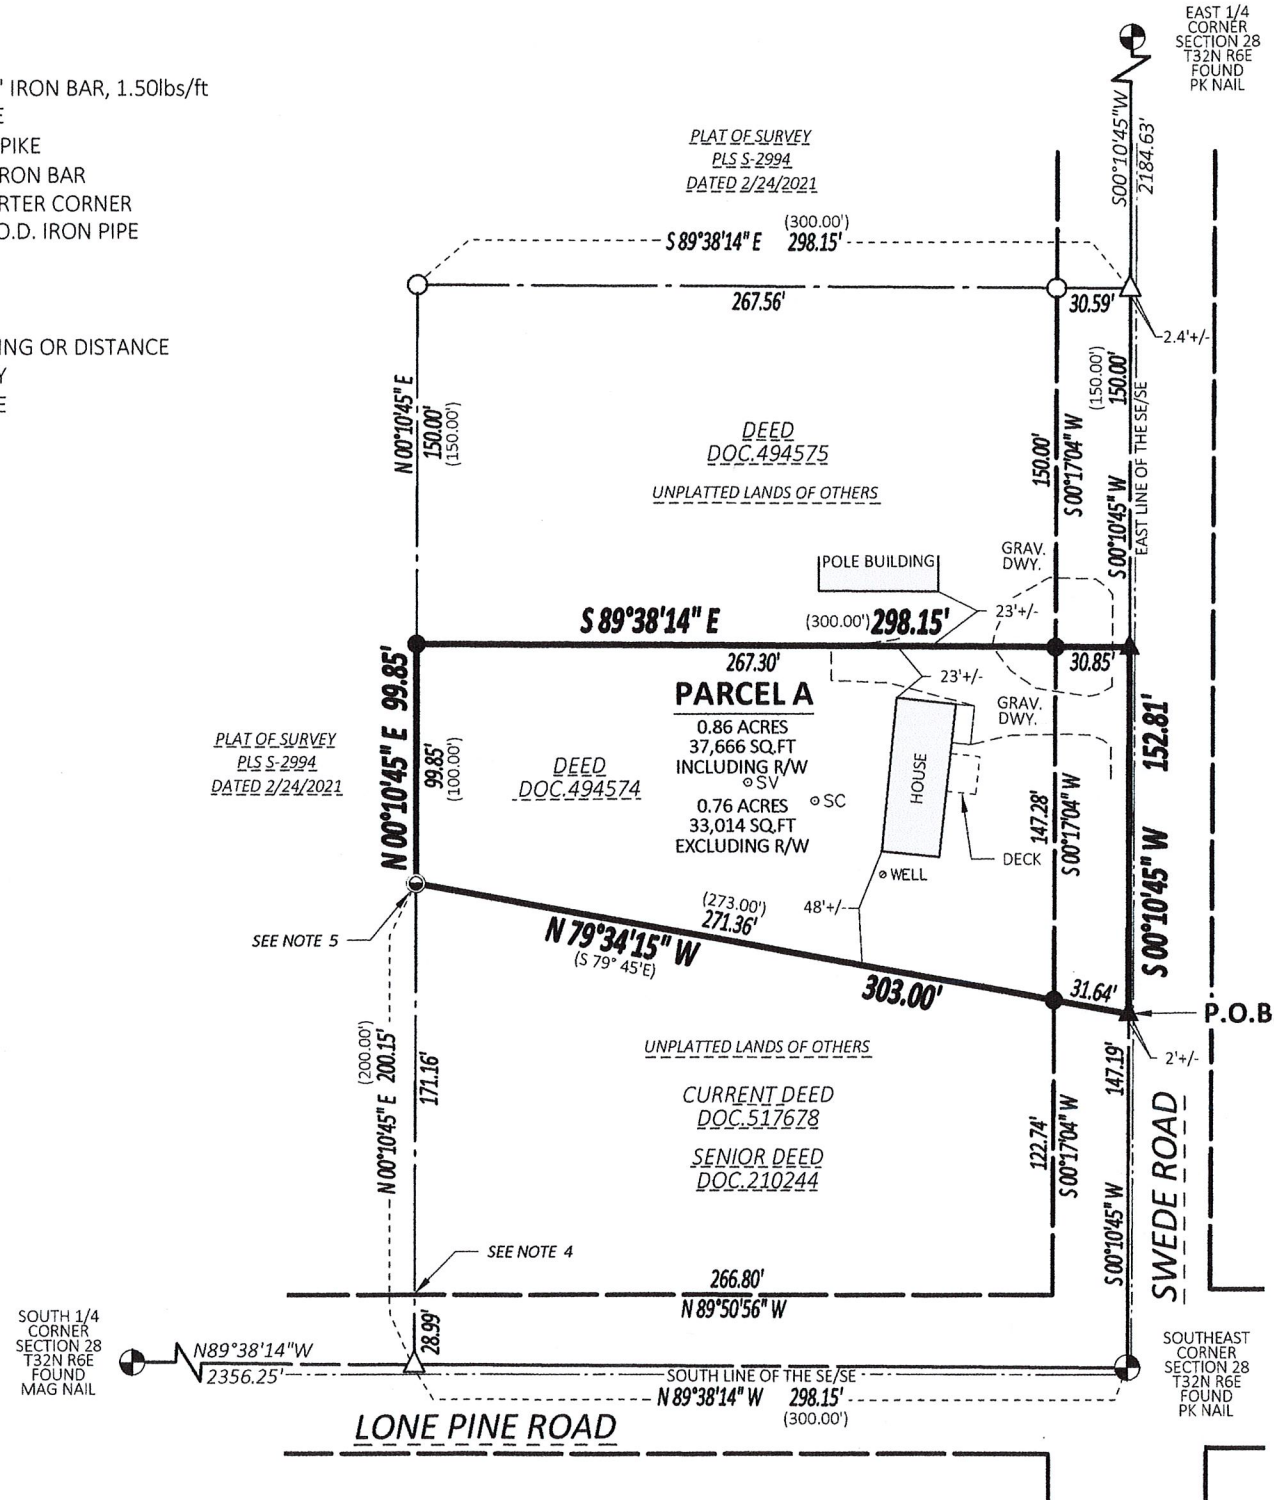 EAST 1/4
CORNER
SECTION 28
T32N R6E
FOUND
PK NAIL
" IRON BAR, 1.50lbs/ft
E
PIKE
RON BAR
RTER CORNER
O.D. IRON PIPE
ING OR DISTANCE
Y
E
S00°10'45"W
2184.63'
PLAT OF SURVEY
PLS S-2994
DATED 2/24/2021
(300.00')
S 89°38'14" E 298.15'
267.56'
30.59'
2.4'+/-
N 00°10'45" E
150.00'
(150.00')
DEED
DOC.494575
UNPLATTED LANDS OF OTHERS
150.00'
S 00°17'04" W
(150.00')
150.00'
S 00°10'45" W
EAST LINE OF THE SE/SE
POLE BUILDING
GRAV.
DWY.
23'+/-
S 89°38'14" E
(300.00') 298.15'
267.30'
30.85'
23'+/-
PARCEL A
0.86 ACRES
37,666 SQ.FT
INCLUDING R/W
SV
0.76 ACRES
33,014 SQ.FT
EXCLUDING R/W
SC
GRAV.
DWY.
HOUSE
DECK
WELL
48'+/-
N 00°10'45" E 99.85'
99.85'
(100.00')
PLAT OF SURVEY
PLS S-2994
DATED 2/24/2021
DEED
DOC.494574
147.28'
S 00°17'04" W
152.81'
S 00°10'45" W
SEE NOTE 5
(273.00')
271.36'
N 79°34'15" W
(S 79° 45'E)
303.00'
31.64'
P.O.B
2'+/-
UNPLATTED LANDS OF OTHERS
CURRENT DEED
DOC.517678
SENIOR DEED
DOC.210244
(200.00')
N 00°10'45" E 200.15'
171.16'
122.74'
S 00°17'04" W
147.19'
S 00°10'45" W
SWEDE ROAD
SEE NOTE 4
266.80'
N 89°50'56" W
28.99'
SOUTH 1/4
CORNER
SECTION 28
T32N R6E
FOUND
MAG NAIL
N89°38'14"W
2356.25'
SOUTH LINE OF THE SE/SE
N 89°38'14" W 298.15'
(300.00')
SOUTHEAST
CORNER
SECTION 28
T32N R6E
FOUND
PK NAIL
LONE PINE ROAD